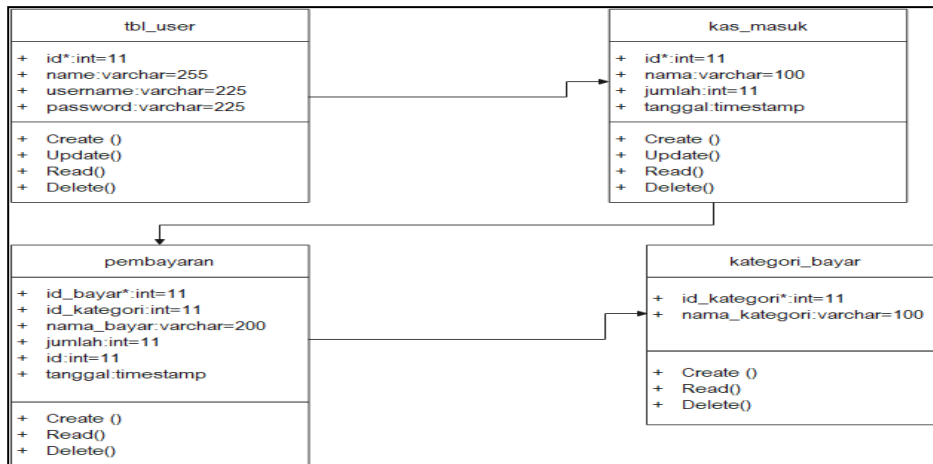 tbl_user
+ id*:int=11
+ name:varchar=255
+ username:varchar=225
+ password:varchar=225
+ Create ()
+ Update()
+ Read()
+ Delete()
kas_masuk
+ id*:int=11
+ nama:varchar=100
+ jumlah:int=11
+ tanggal:timestamp
+ Create ()
+ Update()
+ Read()
+ Delete()
pembayaran
+ id_bayar*:int=11
+ id_kategori:int=11
+ nama_bayar:varchar=200
+ jumlah:int=11
+ id:int=11
+ tanggal:timestamp
+ Create ()
+ Read()
+ Delete()
kategori_bayar
+ id_kategori*:int=11
+ nama_kategori:varchar=100
+ Create ()
+ Read()
+ Delete()